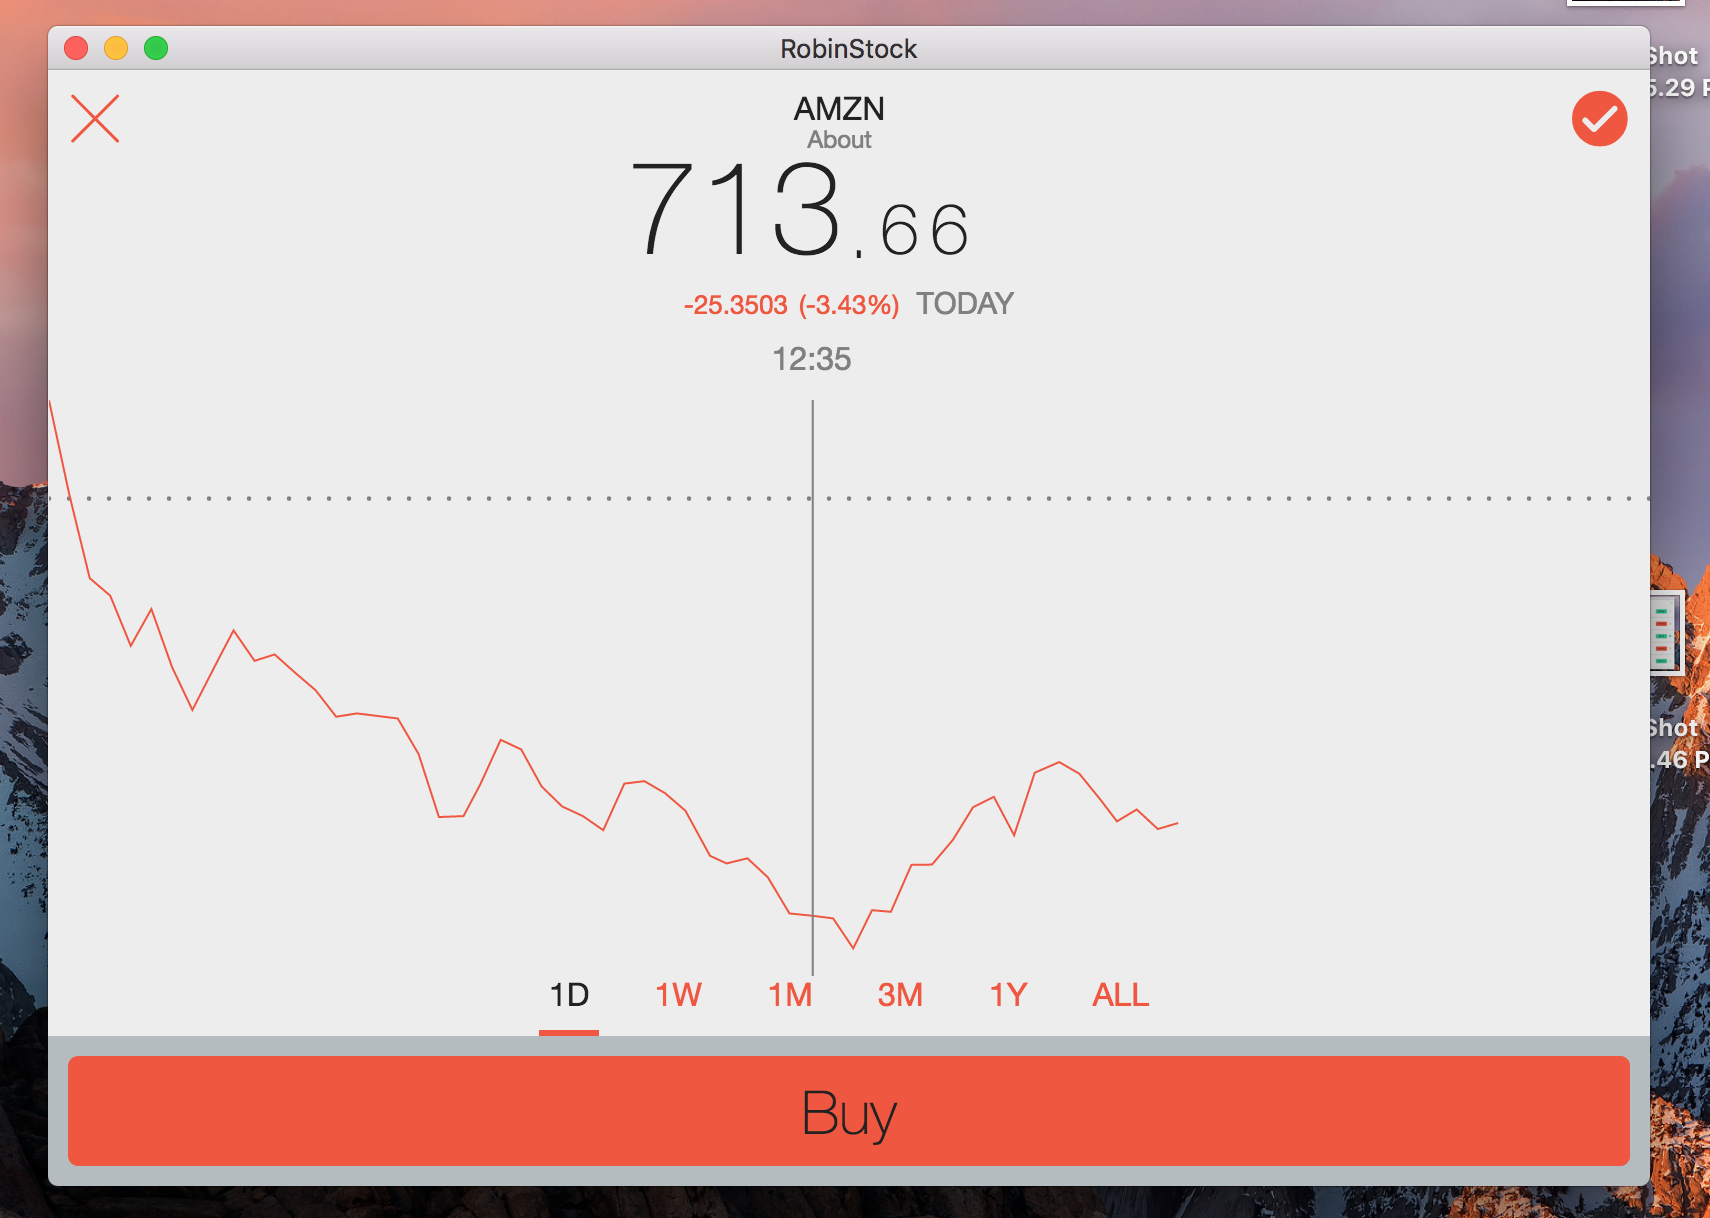 RobinStock
AMZN
About
713.66
-25.3503 (-3.43%) TODAY
12:35
1D 1W 1M 3M 1Y ALL
Buy
Shot
5.29 P
Shot
.46 P